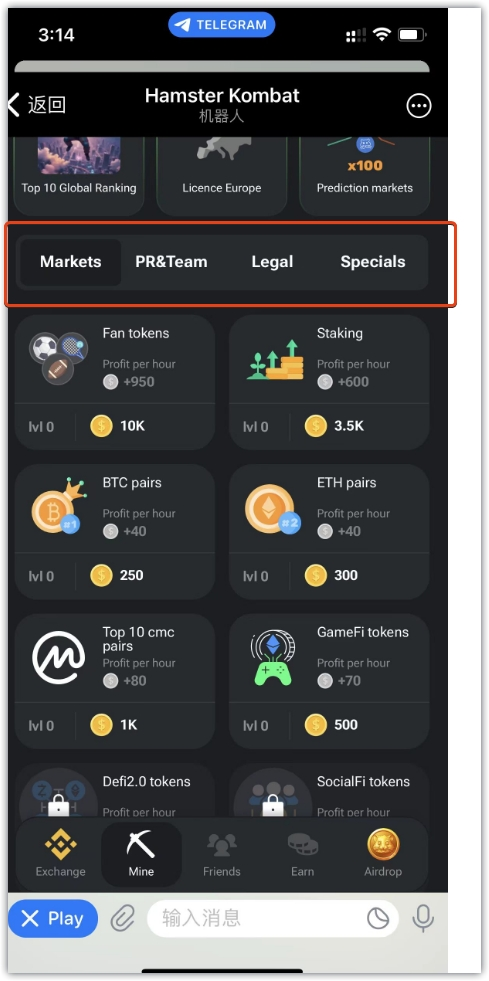 3:14
TELEGRAM
返回
Hamster Kombat
机器人
x100
Top 10 Global Ranking
Licence Europe
Prediction markets
Markets
PR&Team
Legal
Specials
Fan tokens
Profit per hour
+950
lvl 0
10K
Staking
Profit per hour
+600
lvl 0
3.5K
BTC pairs
#1
Profit per hour
+40
lvl 0
250
ETH pairs
#2
Profit per hour
+40
lvl 0
300
Top 10 cmc
pairs
Profit per hour
+80
lvl 0
1K
GameFi tokens
Profit per hour
+70
lvl 0
500
Defi2.0 tokens
Profit per hour
SocialFi tokens
Profit per hour
Exchange
Mine
Friends
Earn
Airdrop
Play
输入消息